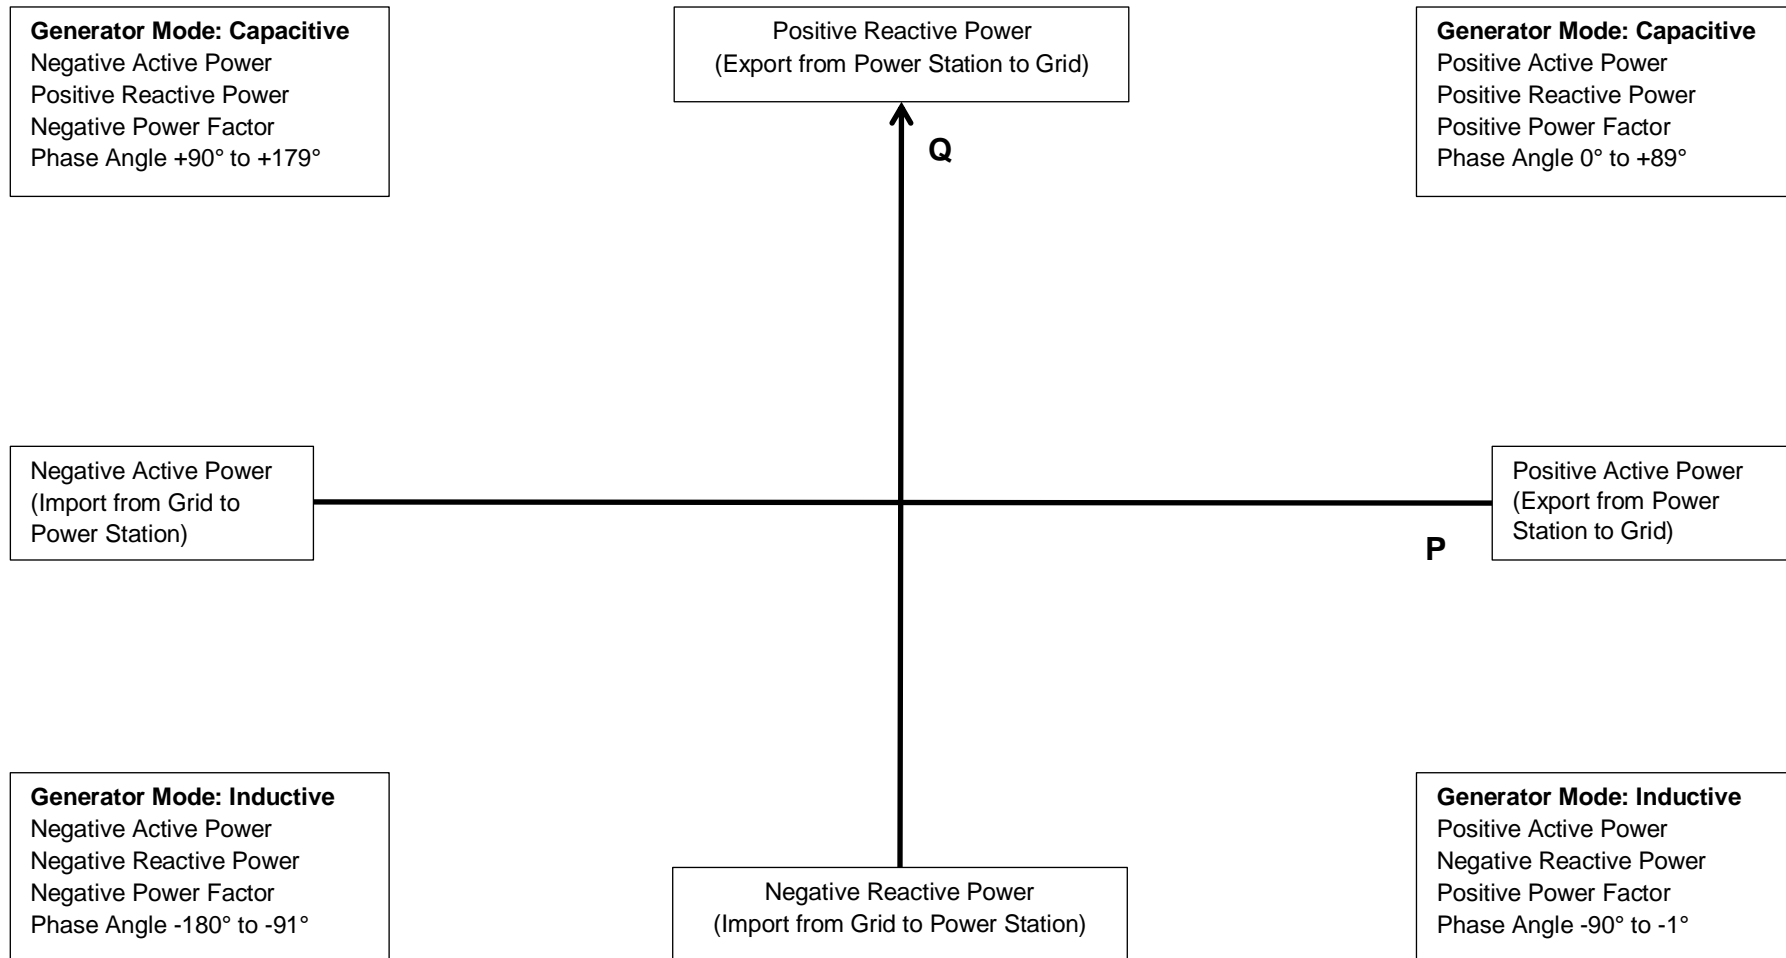 Generator Mode: Capacitive
Negative Active Power
Positive Reactive Power
Negative Power Factor
Phase Angle +90° to +179°
Positive Reactive Power
(Export from Power Station to Grid)
Q
Generator Mode: Capacitive
Positive Active Power
Positive Reactive Power
Positive Power Factor
Phase Angle 0° to +89°
Negative Active Power
(Import from Grid to
Power Station)
P
Positive Active Power
(Export from Power
Station to Grid)
Generator Mode: Inductive
Negative Active Power
Negative Reactive Power
Negative Power Factor
Phase Angle -180° to -91°
Negative Reactive Power
(Import from Grid to Power Station)
Generator Mode: Inductive
Positive Active Power
Negative Reactive Power
Positive Power Factor
Phase Angle -90° to -1°